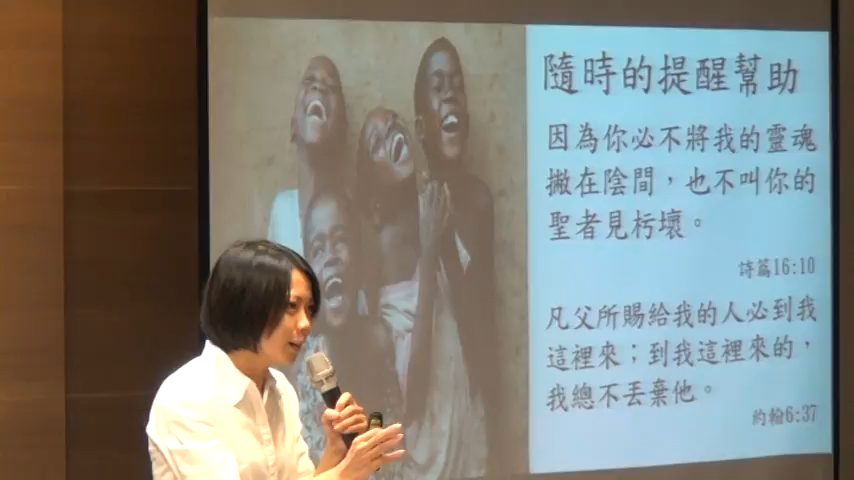 隨時的提醒幫助
因為你必不將我的靈魂
撇在陰間，也不叫你的
聖者見朽壞。
詩篇16:10
凡父所賜給我的人必到我
這裡來；到我這裡來的，
我總不丟棄他。
約翰6:37